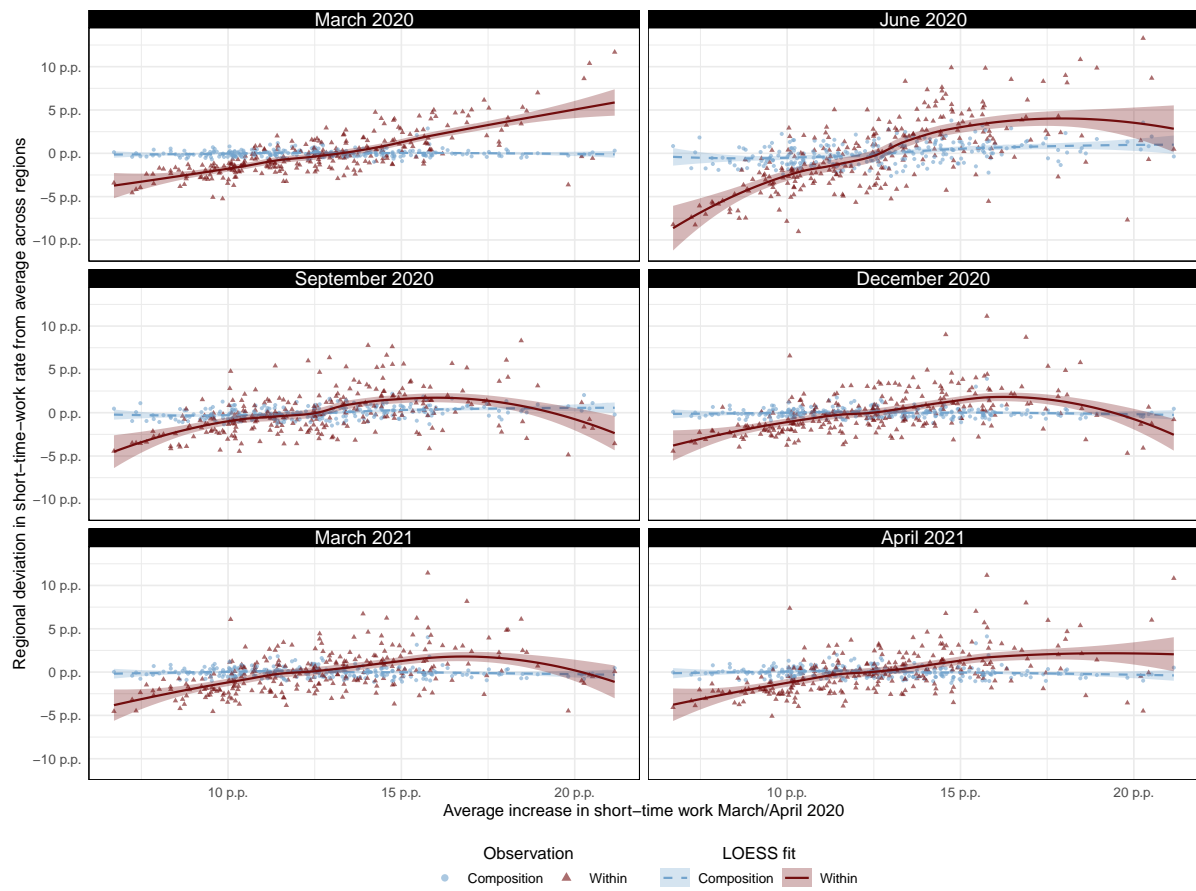 March 2020 June 2020
10 p.p.
5 p.p.
0 p.p.
−5 p.p.
−10 p.p.
September 2020 December 2020
10 p.p.
5 p.p.
0 p.p.
−5 p.p.
−10 p.p.
March 2021 April 2021
10 p.p.
5 p.p.
0 p.p.
−5 p.p.
−10 p.p.
10 p.p. 15 p.p. 20 p.p. 10 p.p. 15 p.p. 20 p.p.
Regional deviation in short−time−work rate from average across regions
Average increase in short−time work March/April 2020
Observation LOESS fit
Composition Within Composition Within